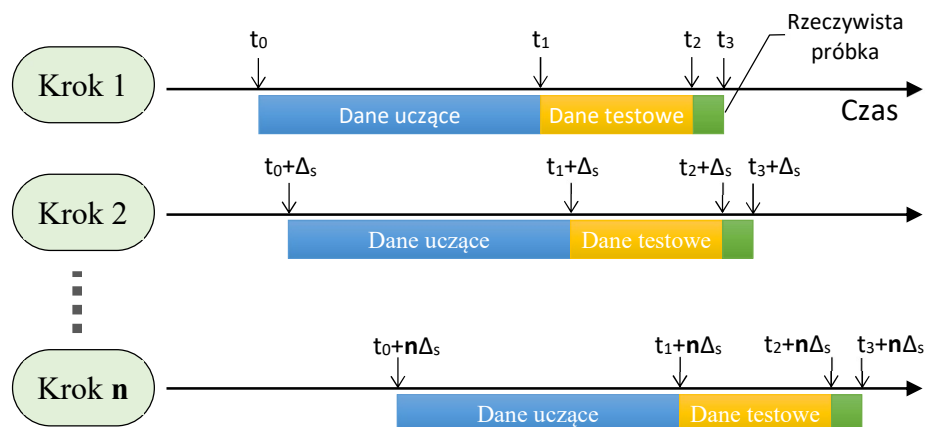 Rzeczywista
próbka
t0 t1 t2 t3
Krok 1
Dane uczące Dane testowe
Czas
t0+Δs t1+Δs t2+Δs t3+Δs
Krok 2
Dane uczące Dane testowe
t0+nΔs t1+nΔs t2+nΔs t3+nΔs
Krok n
Dane uczące Dane testowe